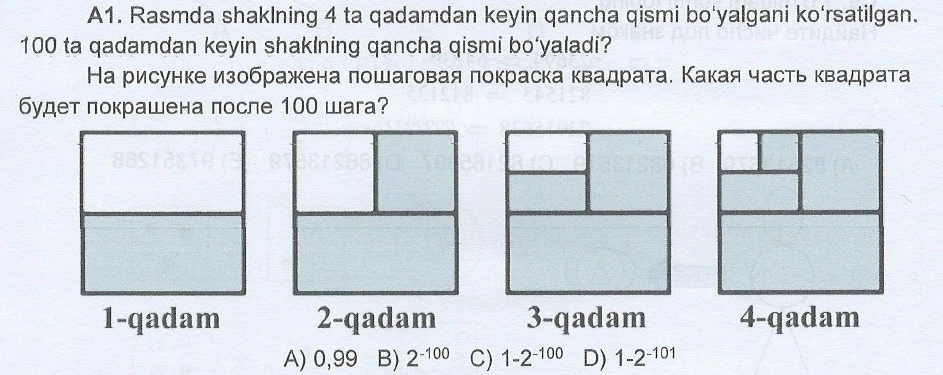 A1. Rasmda shaklning 4 ta qadamdan keyin qancha qismi bo‘yalgani ko‘rsatilgan.
100 ta qadamdan keyin shaklning qancha qismi bo‘yaladi?
На рисунке изображена пошаговая покраска квадрата. Какая часть квадрата
будет покрашена после 100 шага?
1-qadam 2-qadam 3-qadam 4-qadam
A) 0,99 B) 2⁻¹⁰⁰ C) 1-2⁻¹⁰⁰ D) 1-2⁻¹⁰¹